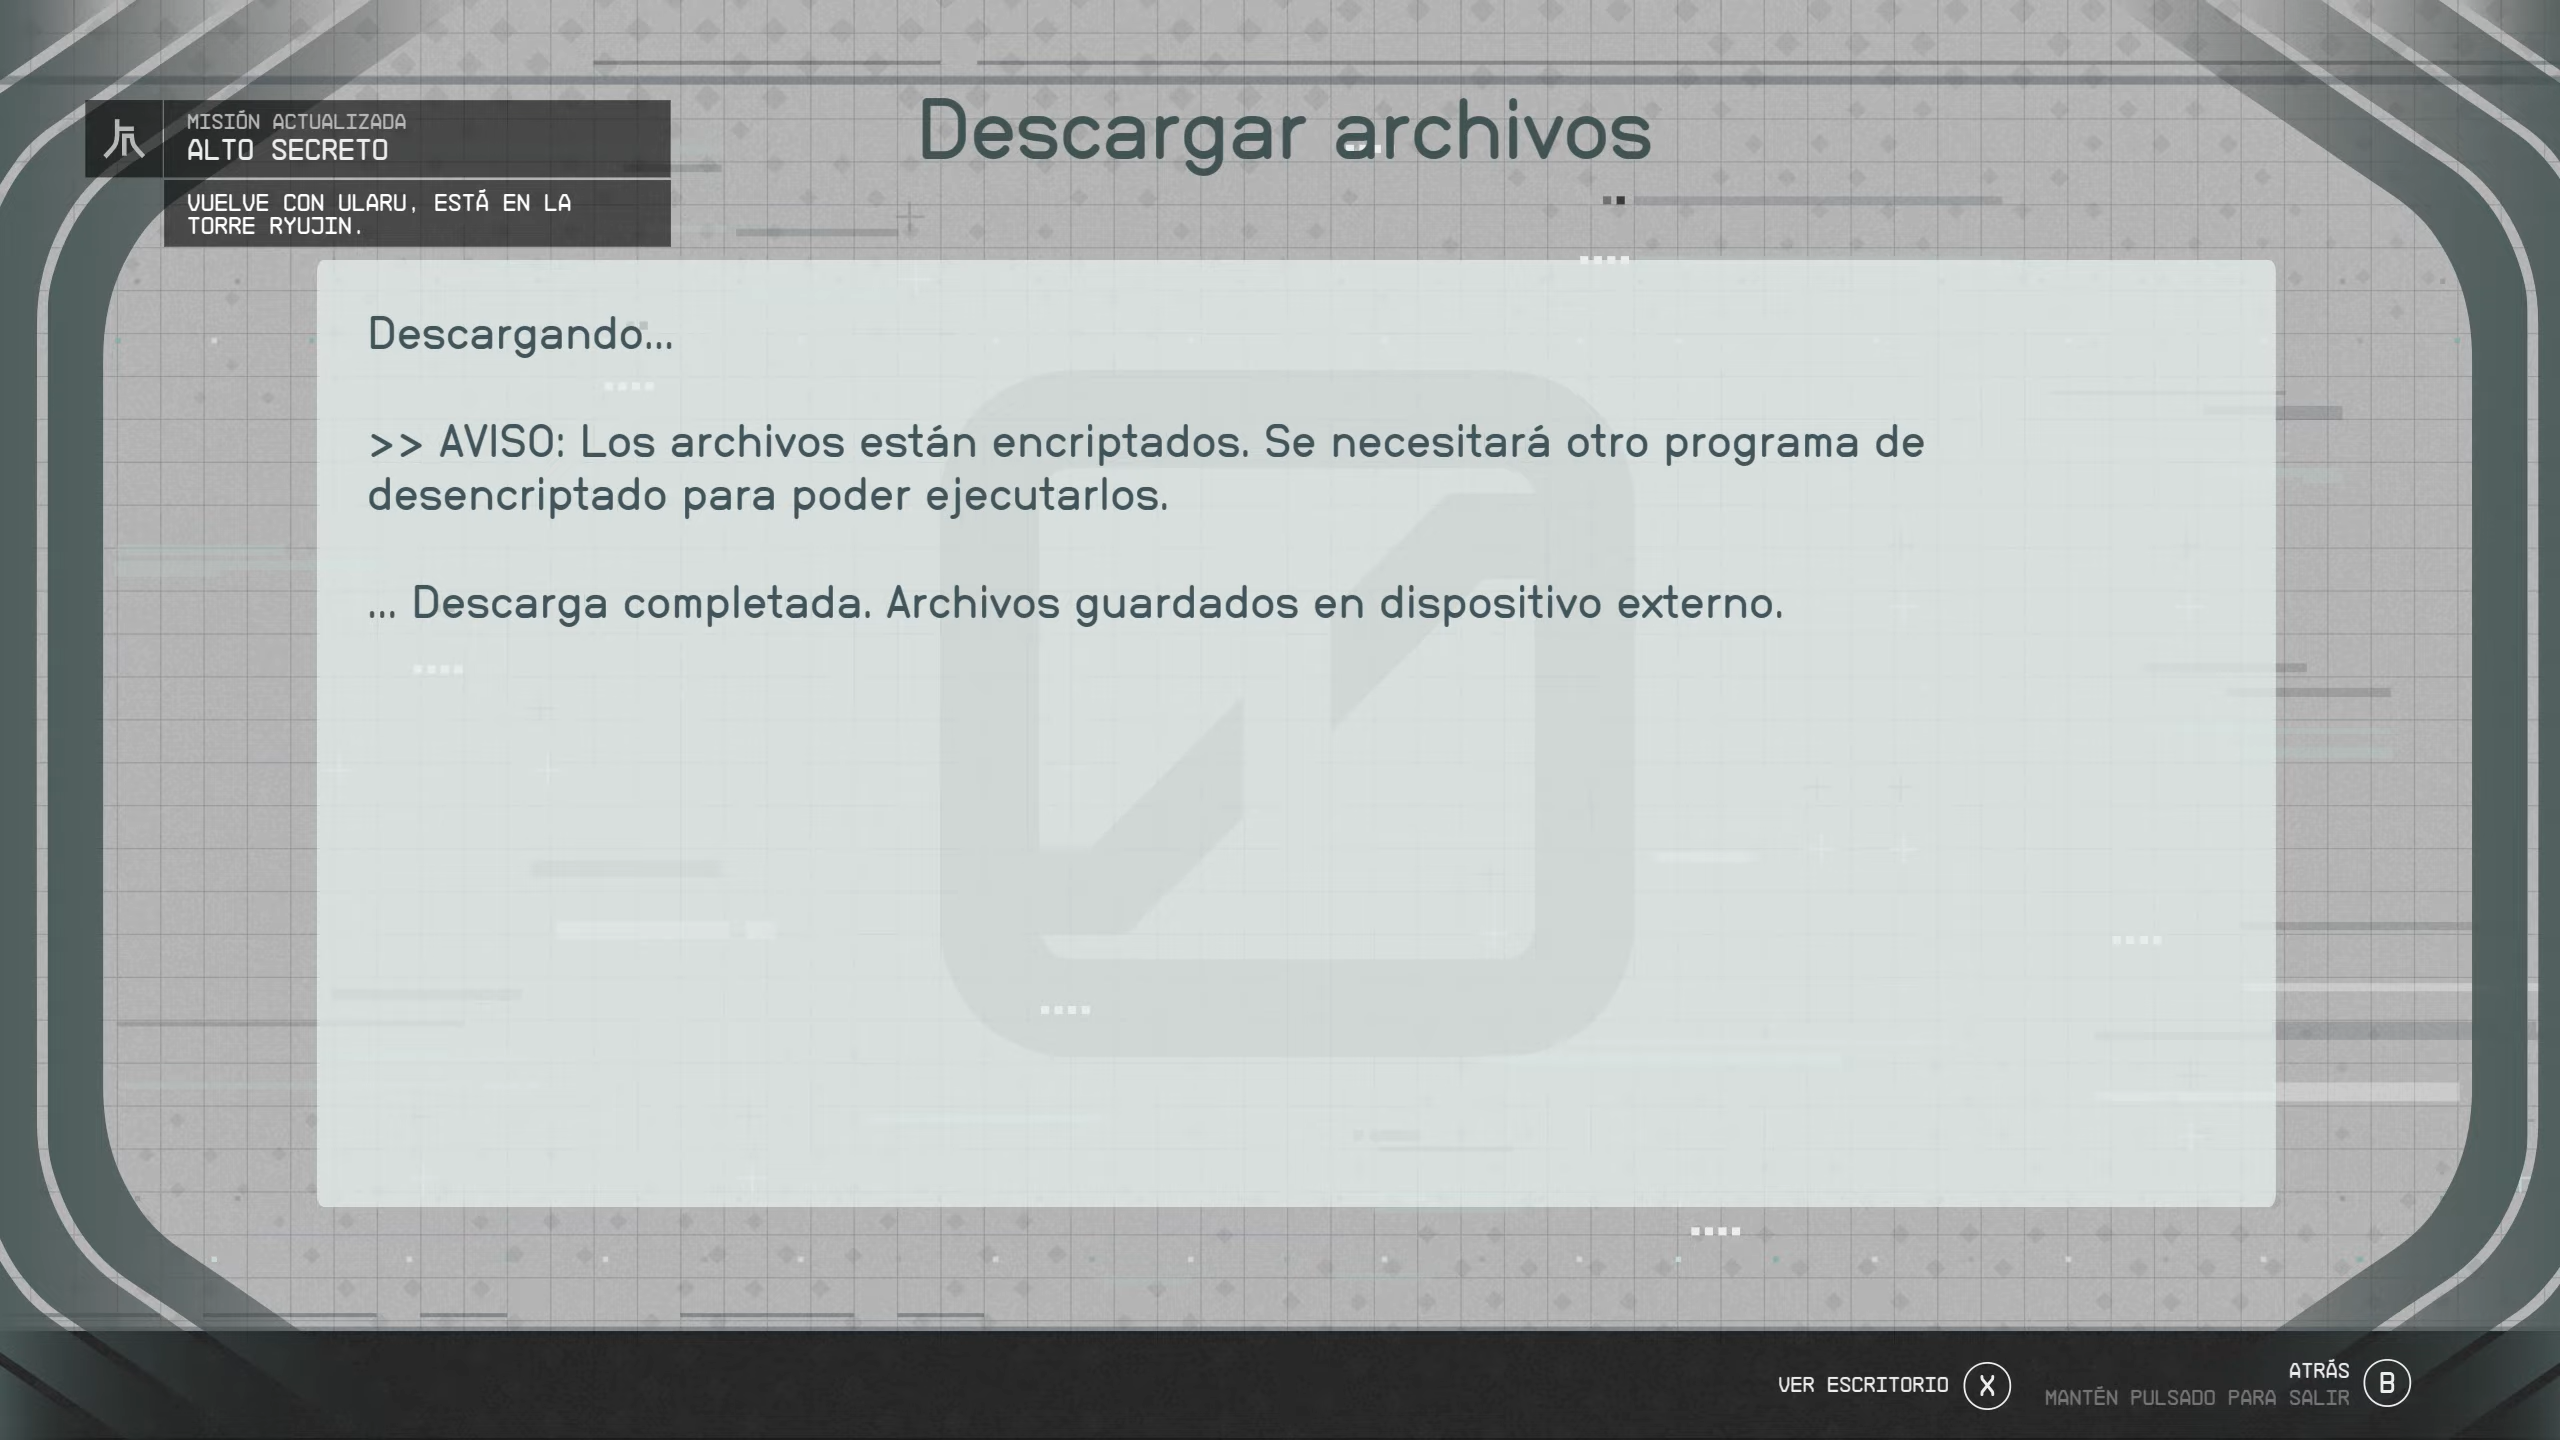 MISIÓN ACTUALIZADA
ALTO SECRETO
VUELVE CON ULARU, ESTÁ EN LA
TORRE RYUJIN.
Descargar archivos
Descargando...
>> AVISO: Los archivos están encriptados. Se necesitará otro programa de
desencriptado para poder ejecutarlos.
... Descarga completada. Archivos guardados en dispositivo externo.
VER ESCRITORIO X
ATRÁS B
MANTÉN PULSADO PARA SALIR